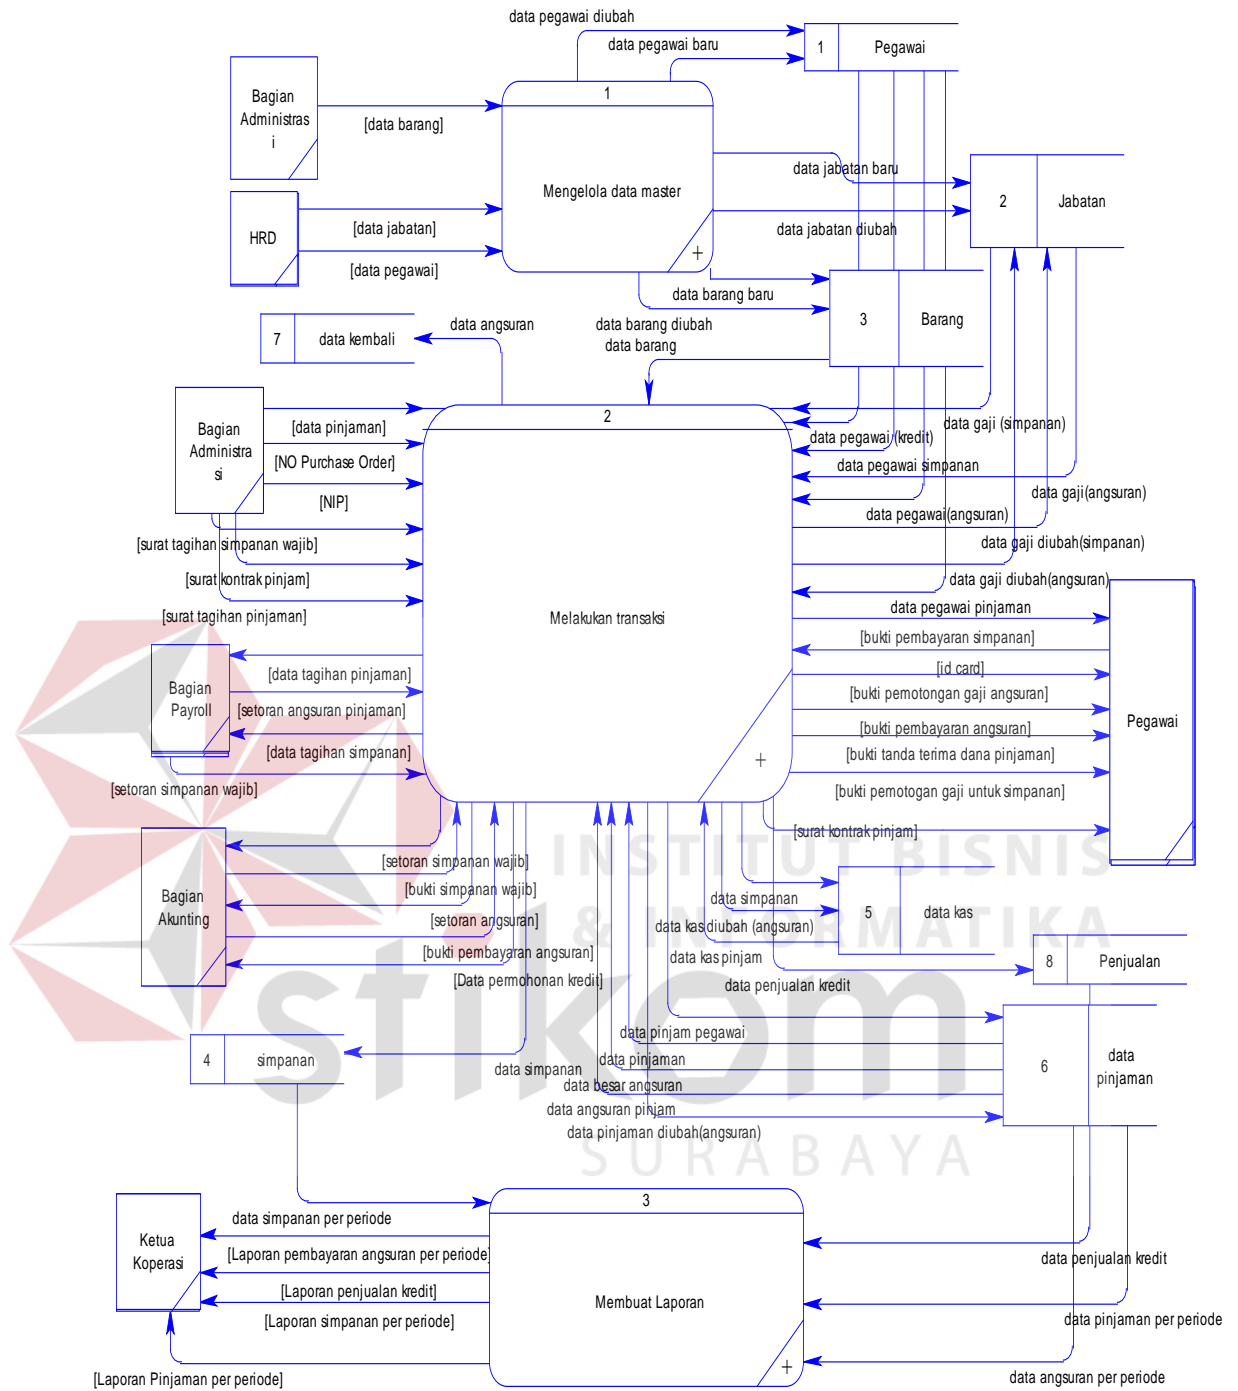 data pegawai diubah
data pegawai baru
1
Pegawai
Bagian
Administras
i
[data barang]
1
Mengelola data master
+
data jabatan baru
2
Jabatan
data jabatan diubah
HRD
[data jabatan]
[data pegawai]
data barang baru
data barang diubah
3
Barang
7
data kembali
data angsuran
data barang
Bagian
Administra
si
[data pinjaman]
[NO Purchase Order]
[NIP]
[surat tagihan simpanan wajib]
[surat kontrak pinjam]
[surat tagihan pinjaman]
2
Melakukan transaksi
+
data gaji (simpanan)
data pegawai (kredit)
data pegawai simpanan
data gaji(angsuran)
data pegawai(angsuran)
data gaji diubah(simpanan)
data gaji diubah(angsuran)
data pegawai pinjaman
[bukti pembayaran simpanan]
[id card]
[bukti pemotongan gaji angsuran]
[bukti pembayaran angsuran]
[bukti tanda terima dana pinjaman]
[bukti pemotogan gaji untuk simpanan]
[surat kontrak pinjam]
Pegawai
Bagian
Payroll
[data tagihan pinjaman]
[setoran angsuran pinjaman]
[data tagihan simpanan]
[setoran simpanan wajib]
Bagian
Akunting
[setoran simpanan wajib]
[bukti simpanan wajib]
[setoran angsuran]
[bukti pembayaran angsuran]
[Data permohonan kredit]
INSTITUT BISNIS
& INFORMATIKA
stikom
SURABAYA
data simpanan
data kas diubah (angsuran)
data kas pinjam
5
data kas
data penjualan kredit
8
Penjualan
4
simpanan
data simpanan
data pinjam pegawai
data pinjaman
data besar angsuran
data angsuran pinjam
data pinjaman diubah(angsuran)
6
data
pinjaman
3
Membuat Laporan
+
Ketua
Koperasi
data simpanan per periode
[Laporan pembayaran angsuran per periode]
[Laporan penjualan kredit]
[Laporan simpanan per periode]
[Laporan Pinjaman per periode]
data penjualan kredit
data pinjaman per periode
data angsuran per periode